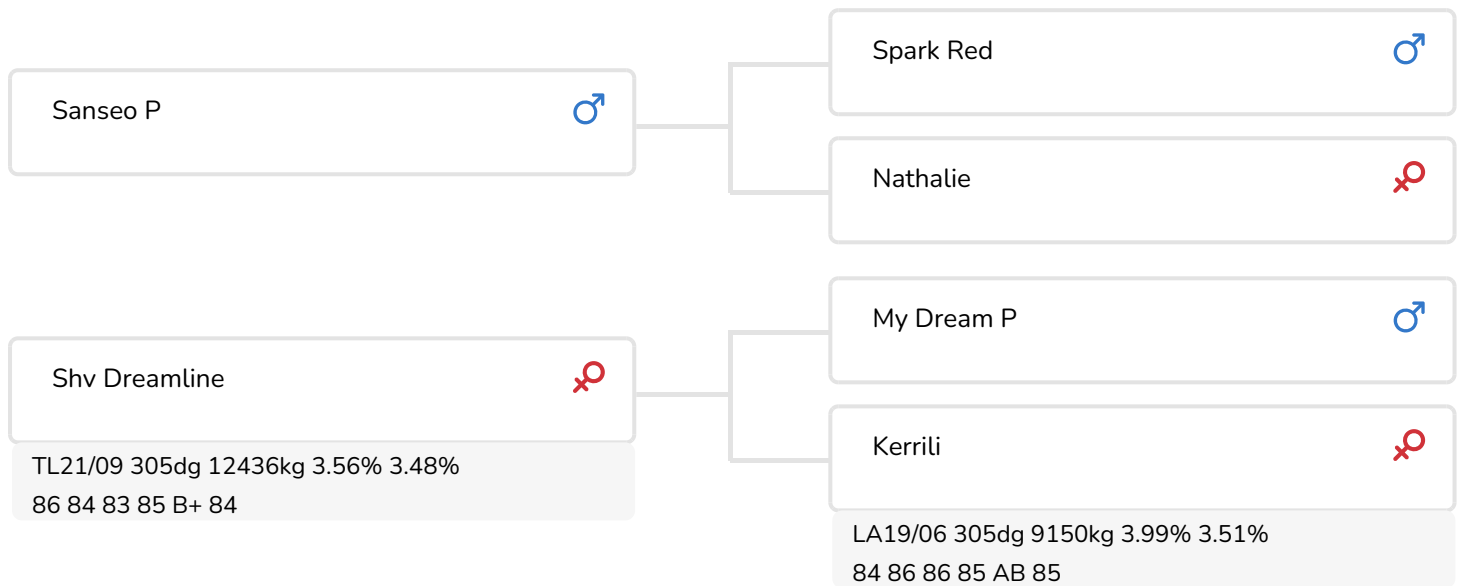 Sanseo P
Spark Red
Nathalie
Shv Dreamline
TL21/09 305dg 12436kg 3.56% 3.48%
86 84 83 85 B+ 84
My Dream P
Kerrili
LA19/06 305dg 9150kg 3.99% 3.51%
84 86 86 85 AB 85